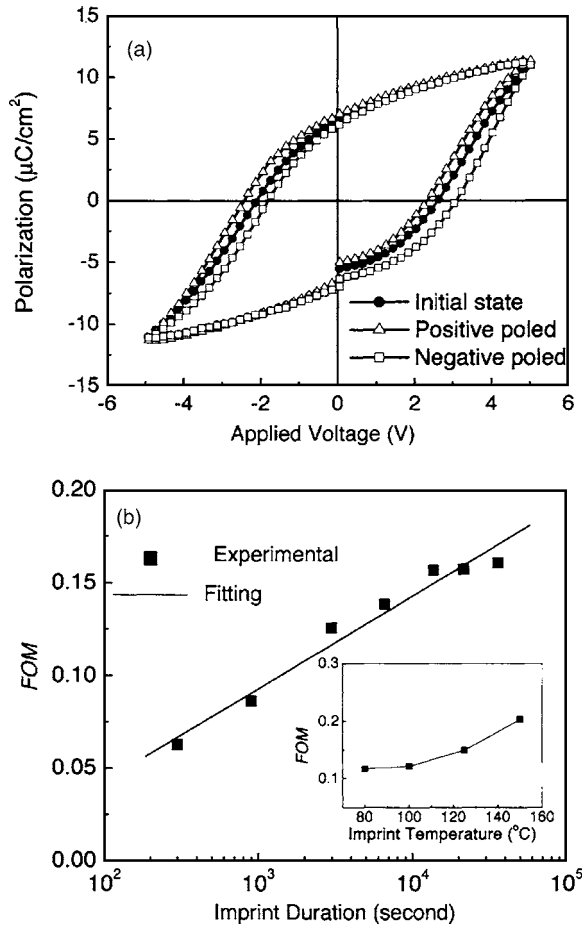 (a)
15
10
5
0
-5
-10
-15
Polarization (μC/cm²)
Initial state
Positive poled
Negative poled
-6 -4 -2 0 2 4 6
Applied Voltage (V)
(b)
0.20
0.15
0.10
0.05
0.00
FOM
Experimental
Fitting
0.3
0.2
0.1
FOM
80 100 120 140 160
Imprint Temperature (°C)
10² 10³ 10⁴ 10⁵
Imprint Duration (second)